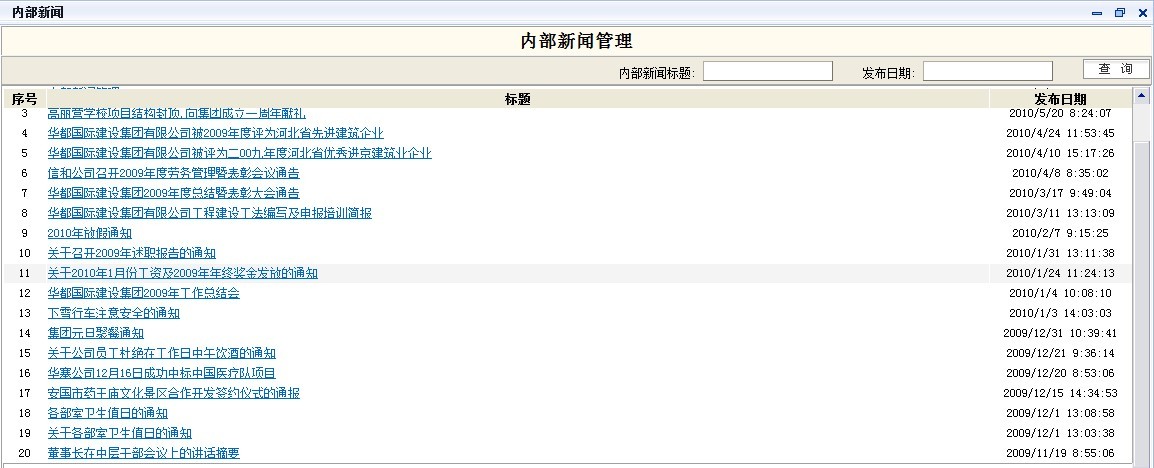 内部新闻
内部新闻管理
内部新闻标题: 发布日期: 查 询
序号 标题 发布日期
3 高丽营学校项目结构封顶,向集团成立一周年献礼 2010/5/20 8:24:07
4 华都国际建设集团有限公司被2009年度评为河北省先进建筑企业 2010/4/24 11:53:45
5 华都国际建设集团有限公司被评为二00九年度河北省优秀进京建筑业企业 2010/4/10 15:17:26
6 信和公司召开2009年度劳务管理暨表彰会议通告 2010/4/8 8:35:02
7 华都国际建设集团2009年度总结暨表彰大会通告 2010/3/17 9:49:04
8 华都国际建设集团有限公司工程建设工法编写及申报培训简报 2010/3/11 13:13:09
9 2010年放假通知 2010/2/7 9:15:25
10 关于召开2009年述职报告的通知 2010/1/31 13:11:38
11 关于2010年1月份工资及2009年年终奖金发放的通知 2010/1/24 11:24:13
12 华都国际建设集团2009年工作总结会 2010/1/4 10:08:10
13 下雪行车注意安全的通知 2010/1/3 14:03:03
14 集团元旦聚餐通知 2009/12/31 10:39:41
15 关于公司员工杜绝在工作日中午饮酒的通知 2009/12/21 9:36:14
16 华寨公司12月16日成功中标中国医疗队项目 2009/12/20 8:53:06
17 安国市药王庙文化景区合作开发签约仪式的通报 2009/12/15 14:34:53
18 各部室卫生值日的通知 2009/12/1 13:08:58
19 关于各部室卫生值日的通知 2009/12/1 13:03:38
20 董事长在中层干部会议上的讲话摘要 2009/11/19 8:55:06